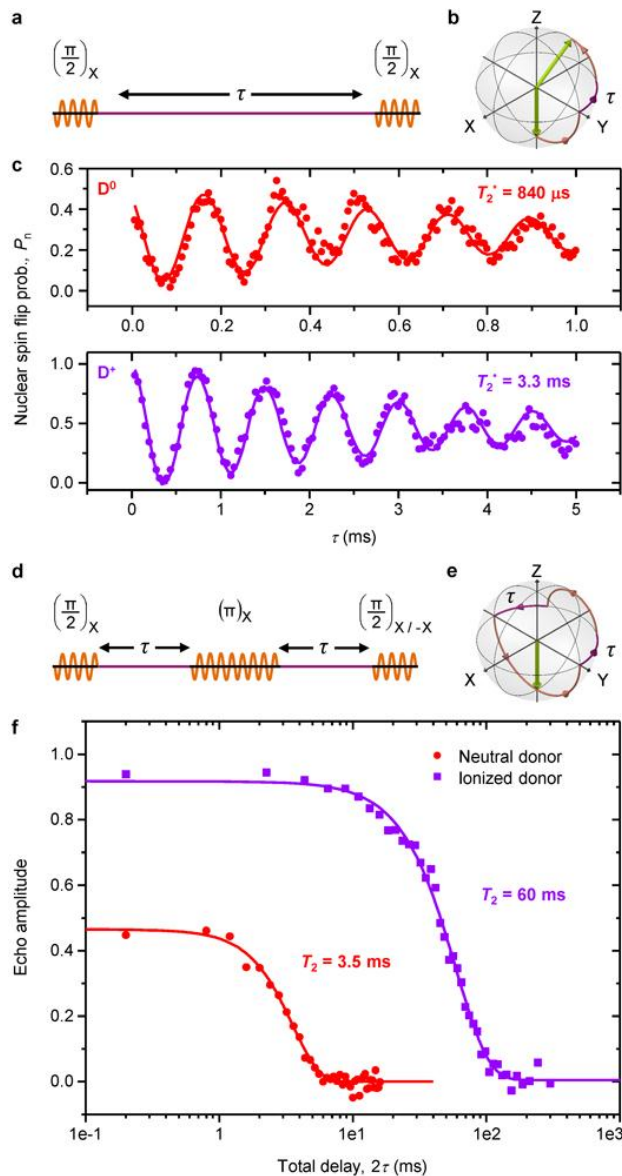 a
b
(π/2)X
(π/2)X
τ
Z
X
Y
τ
c
D⁰
T₂* = 840 µs
0.6
0.4
0.2
0.0
0.0 0.2 0.4 0.6 0.8 1.0
Nuclear spin flip prob., Pₙ
D⁺
T₂* = 3.3 ms
1.0
0.5
0.0
0 1 2 3 4 5
τ (ms)
d
e
(π/2)X
(π)X
(π/2)X / -X
τ
τ
Z
τ
X
Y
τ
f
Neutral donor
Ionized donor
T₂ = 60 ms
T₂ = 3.5 ms
1.0
0.8
0.6
0.4
0.2
0.0
Echo amplitude
1e-1 1 1e1 1e2 1e3
Total delay, 2τ (ms)